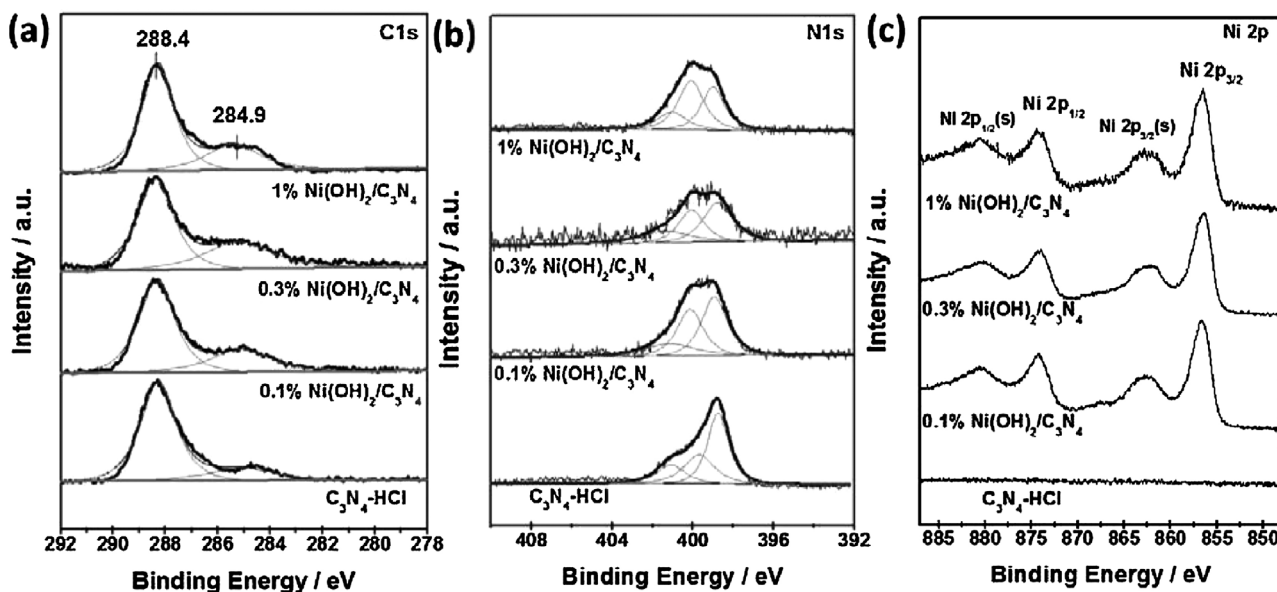 (a)
C1s
288.4
284.9
1% Ni(OH)₂/C₃N₄
0.3% Ni(OH)₂/C₃N₄
0.1% Ni(OH)₂/C₃N₄
C₃N₄-HCl
Intensity / a.u.
292 290 288 286 284 282 280 278
Binding Energy / eV
(b)
N1s
1% Ni(OH)₂/C₃N₄
0.3% Ni(OH)₂/C₃N₄
0.1% Ni(OH)₂/C₃N₄
C₃N₄-HCl
Intensity / a.u.
408 404 400 396 392
Binding Energy / eV
(c)
Ni 2p
Ni 2p₃/₂
Ni 2p₁/₂(s)
Ni 2p₁/₂
Ni 2p₃/₂(s)
1% Ni(OH)₂/C₃N₄
0.3% Ni(OH)₂/C₃N₄
0.1% Ni(OH)₂/C₃N₄
C₃N₄-HCl
Intensity / a.u.
885 880 875 870 865 860 855 850
Binding Energy / eV